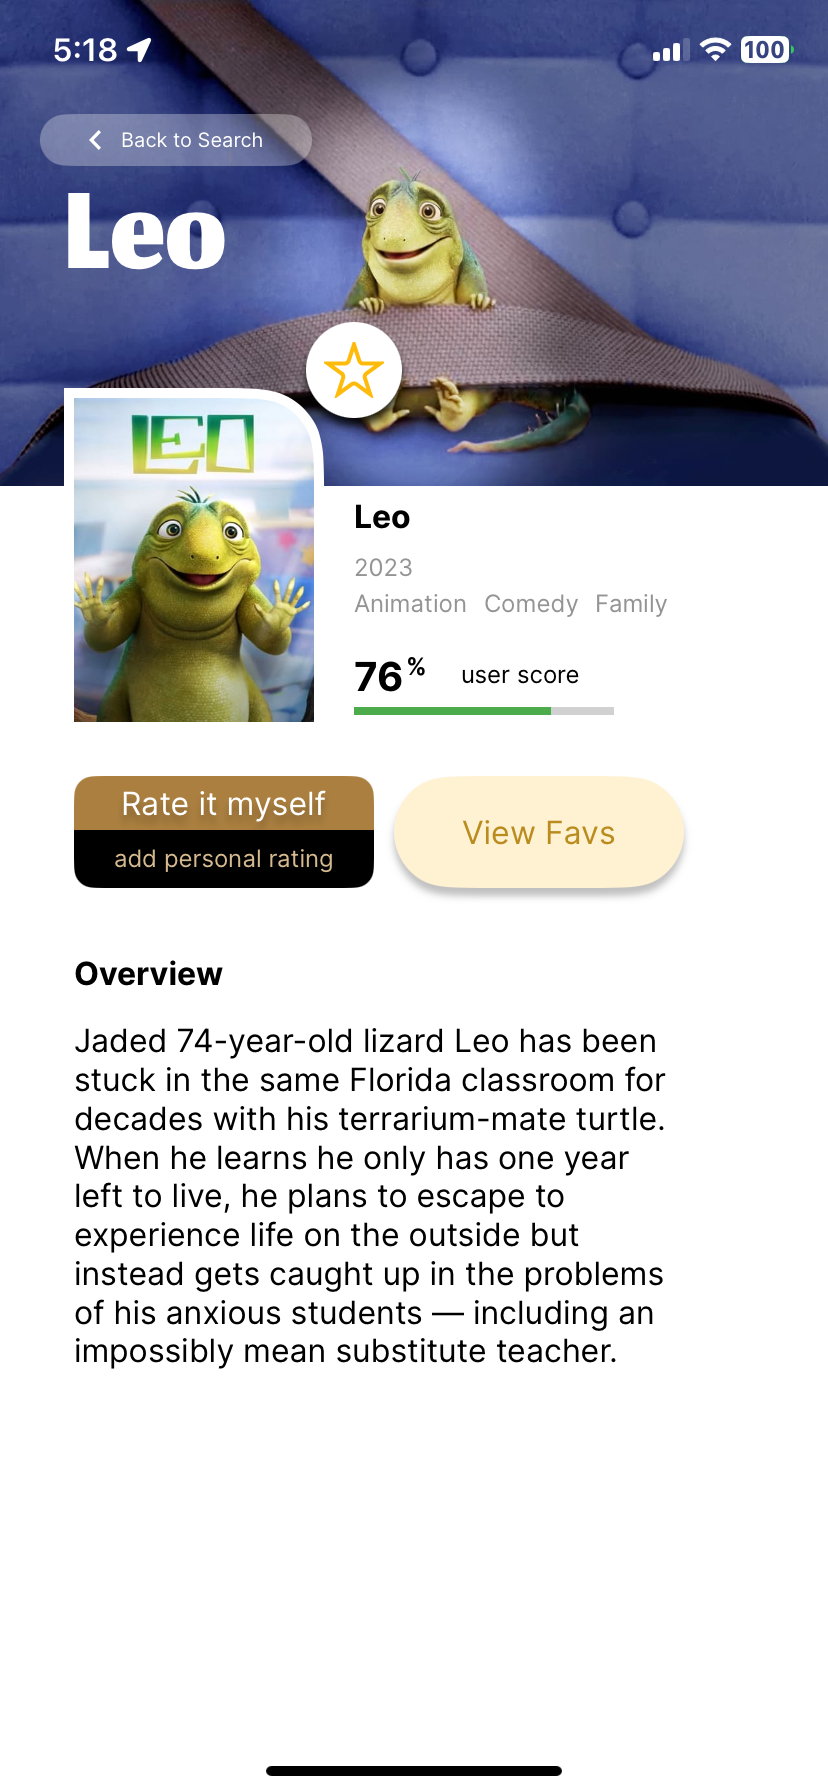 5:18
100
Back to Search
Leo
LEO
Leo
2023
Animation Comedy Family
76% user score
Rate it myself
add personal rating
View Favs
Overview
Jaded 74-year-old lizard Leo has been
stuck in the same Florida classroom for
decades with his terrarium-mate turtle.
When he learns he only has one year
left to live, he plans to escape to
experience life on the outside but
instead gets caught up in the problems
of his anxious students — including an
impossibly mean substitute teacher.